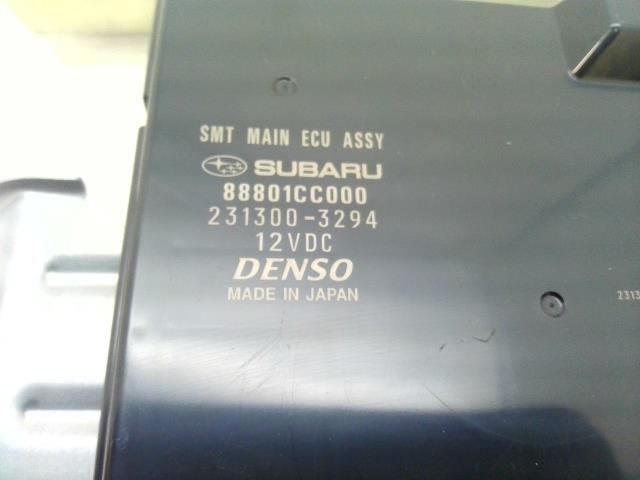 SMT MAIN ECU ASSY
SUBARU
88801CC000
231300-3294
12VDC
DENSO
MADE IN JAPAN